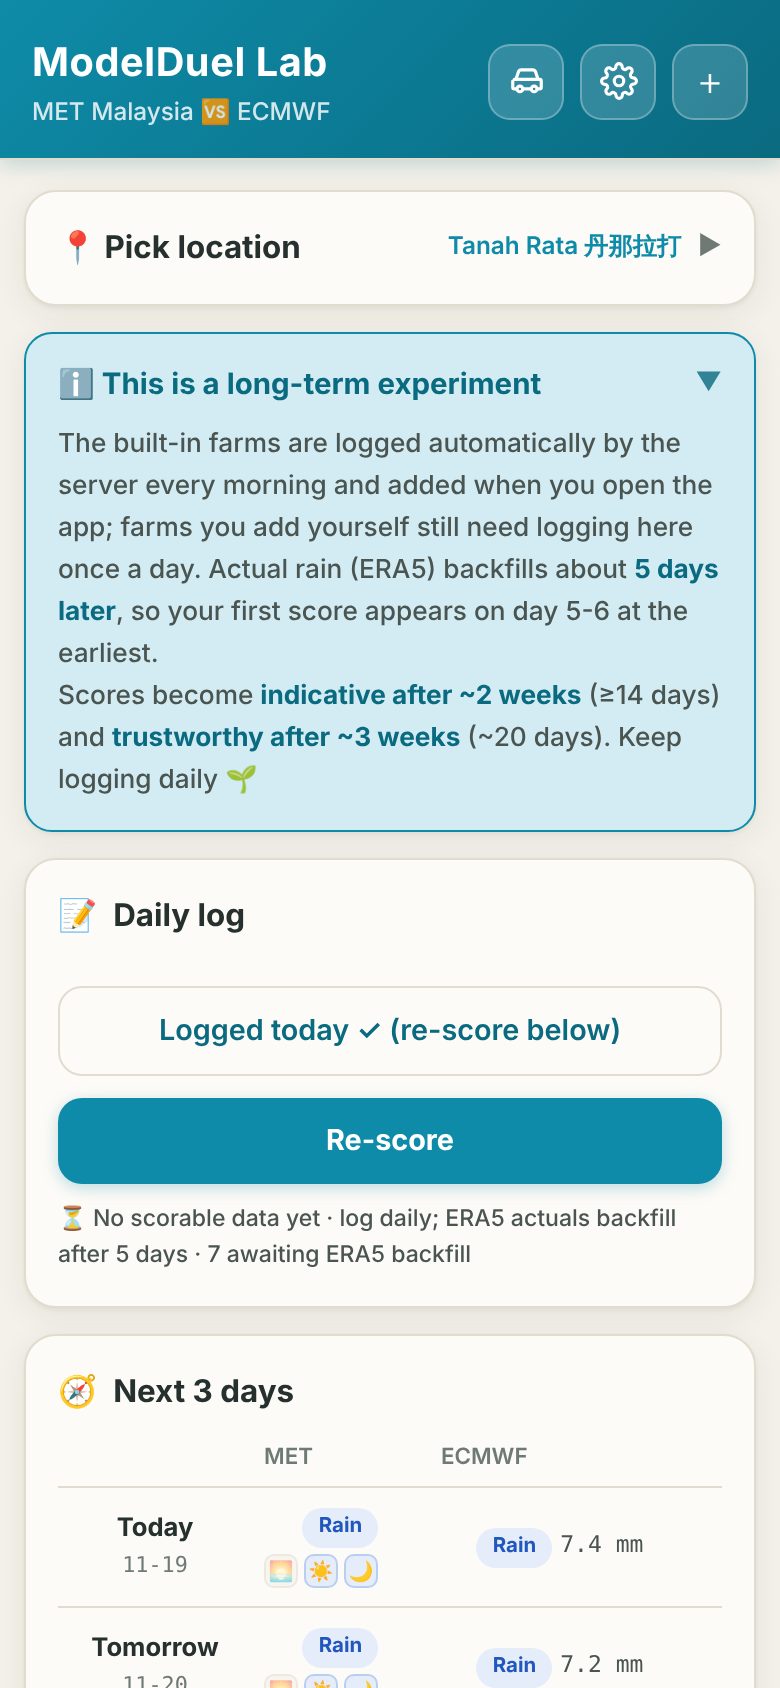 ModelDuel Lab
MET Malaysia 🆚 ECMWF
+
📍 Pick location
Tanah Rata 丹那拉打 ▶
ℹ️ This is a long-term experiment ▼
The built-in farms are logged automatically by the
server every morning and added when you open the
app; farms you add yourself still need logging here
once a day. Actual rain (ERA5) backfills about 5 days
later, so your first score appears on day 5-6 at the
earliest.
Scores become indicative after ~2 weeks (≥14 days)
and trustworthy after ~3 weeks (~20 days). Keep
logging daily 🌱
📝 Daily log
Logged today ✓ (re-score below)
Re-score
⏳ No scorable data yet · log daily; ERA5 actuals backfill
after 5 days · 7 awaiting ERA5 backfill
🧭 Next 3 days
MET ECMWF
Today Rain Rain 7.4 mm
11-19
Tomorrow Rain Rain 7.2 mm
11-20